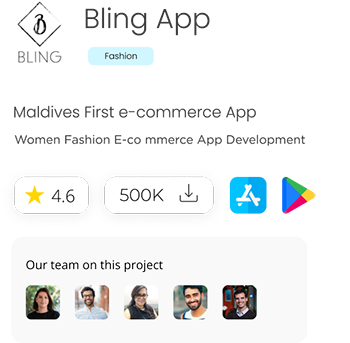 Bling App
BLING
Fashion
Maldives First e-commerce App
Women Fashion E-co mmerce App Development
4.6
500K
Our team on this project